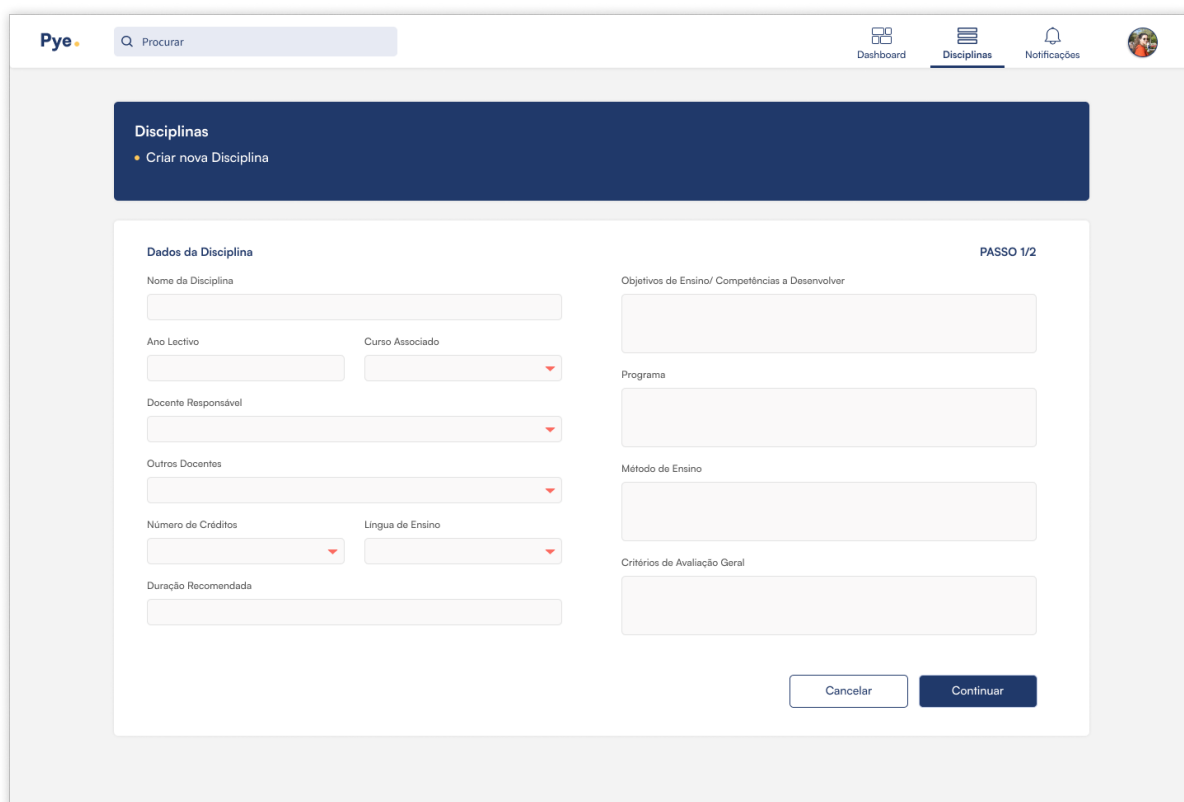 Pye.
Procurar
Dashboard
Disciplinas
Notificações
Disciplinas
• Criar nova Disciplina
Dados da Disciplina
PASSO 1/2
Nome da Disciplina
Ano Lectivo
Curso Associado
Docente Responsável
Outros Docentes
Número de Créditos
Língua de Ensino
Duração Recomendada
Objetivos de Ensino/ Competências a Desenvolver
Programa
Método de Ensino
Critérios de Avaliação Geral
Cancelar
Continuar